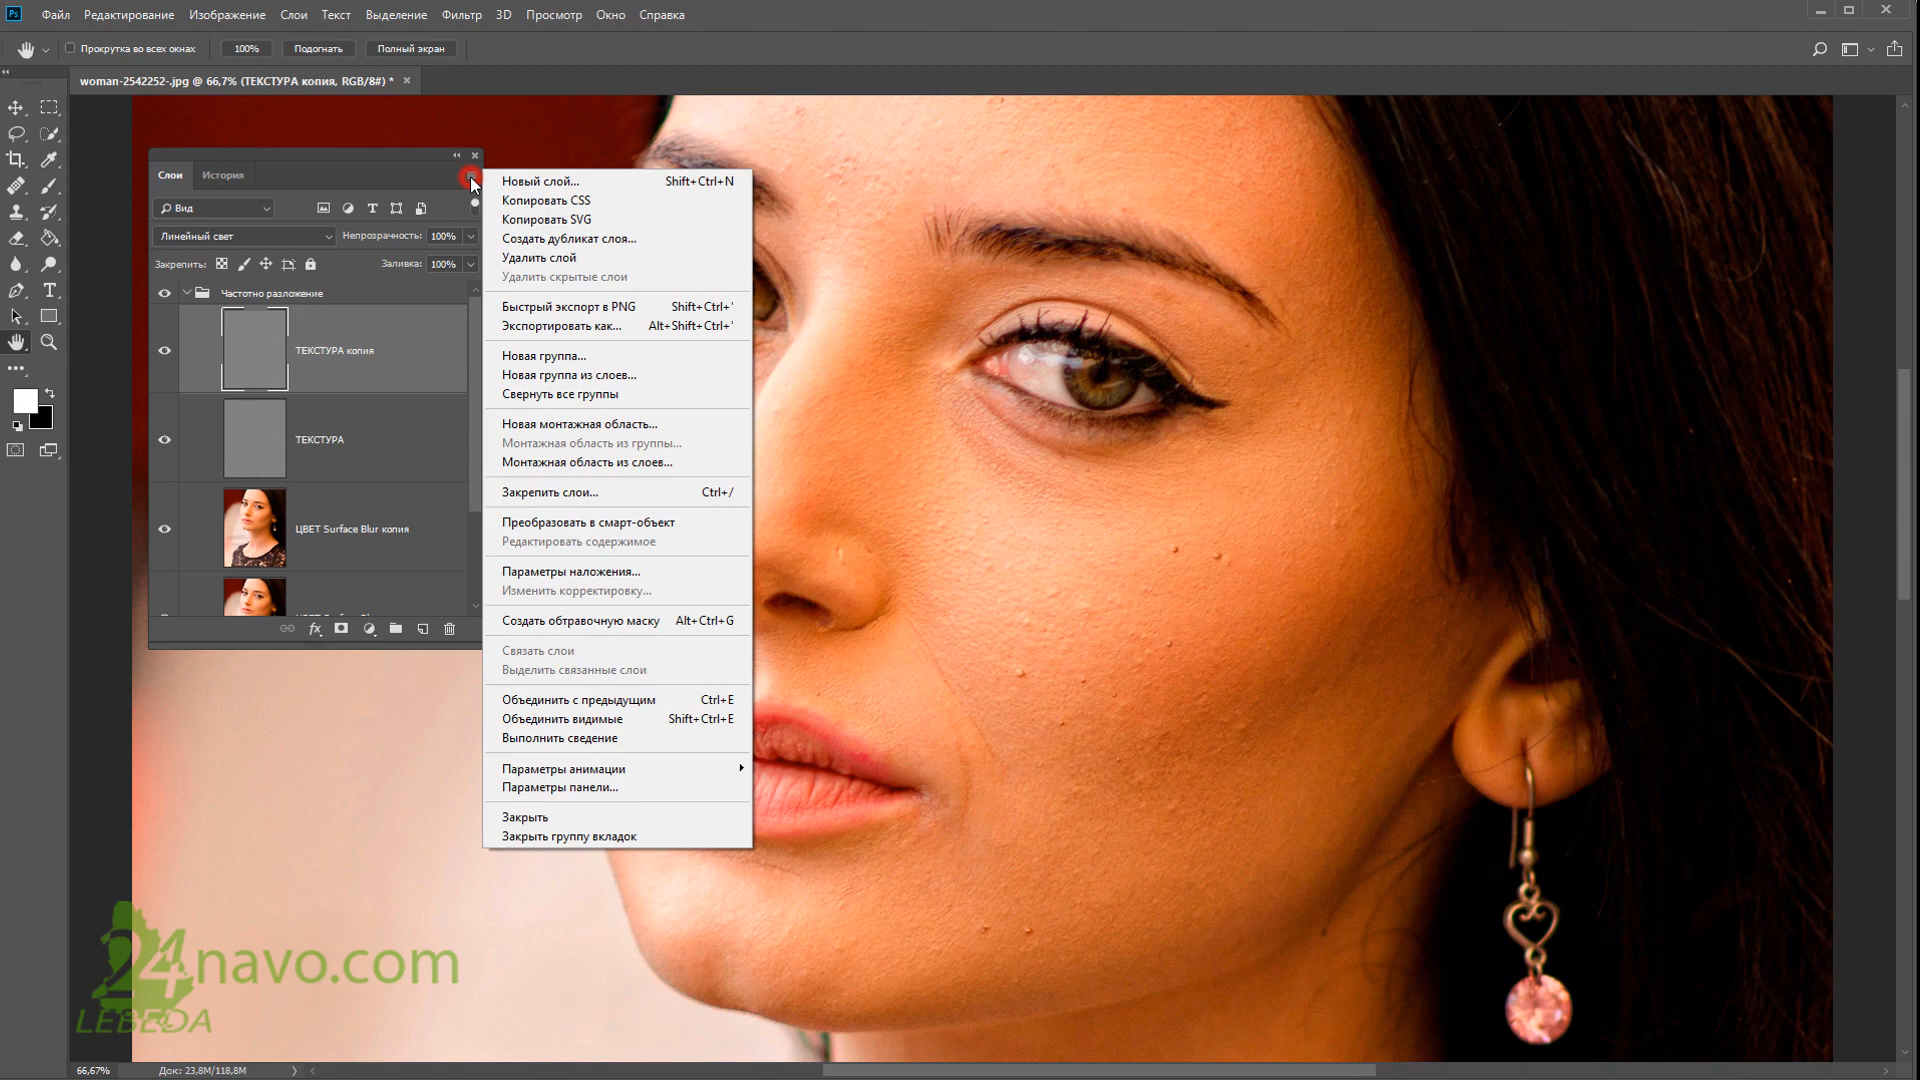 Ps Файл Редактирование Изображение Слои Текст Выделение Фильтр 3D Просмотр Окно Справка
Прокрутка во всех окнах 100% Подогнать Полный экран
woman-2542252-.jpg @ 66,7% (ТЕКСТУРА копия, RGB/8#) *
Слои История
Вид
Линейный свет Непрозрачность: 100%
Закрепить: Заливка: 100%
Частотно разложение
ТЕКСТУРА копия
ТЕКСТУРА
ЦВЕТ Surface Blur копия
fx
Новый слой... Shift+Ctrl+N
Копировать CSS
Копировать SVG
Создать дубликат слоя...
Удалить слой
Удалить скрытые слои
Быстрый экспорт в PNG Shift+Ctrl+'
Экспортировать как... Alt+Shift+Ctrl+'
Новая группа...
Новая группа из слоев...
Свернуть все группы
Новая монтажная область...
Монтажная область из группы...
Монтажная область из слоев...
Закрепить слои... Ctrl+/
Преобразовать в смарт-объект
Редактировать содержимое
Параметры наложения...
Изменить корректировку...
Создать обтравочную маску Alt+Ctrl+G
Связать слои
Выделить связанные слои
Объединить с предыдущим Ctrl+E
Объединить видимые Shift+Ctrl+E
Выполнить сведение
Параметры анимации
Параметры панели...
Закрыть
Закрыть группу вкладок
24navo.com
LEBEDA
66,67% Док: 23,8M/118,8M